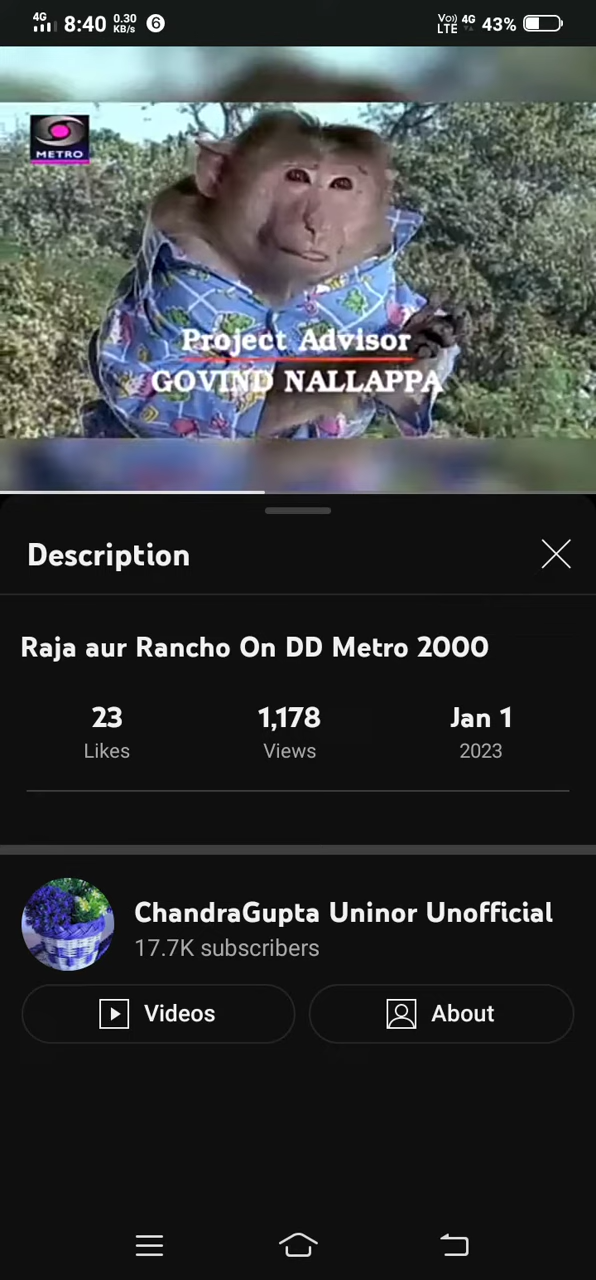 4G 8:40 0.30 KB/s 6 Vo)) LTE 4G 43%
METRO
Project Advisor
GOVIND NALLAPPA
Description
Raja aur Rancho On DD Metro 2000
23 1,178 Jan 1
Likes Views 2023
ChandraGupta Uninor Unofficial
17.7K subscribers
Videos About